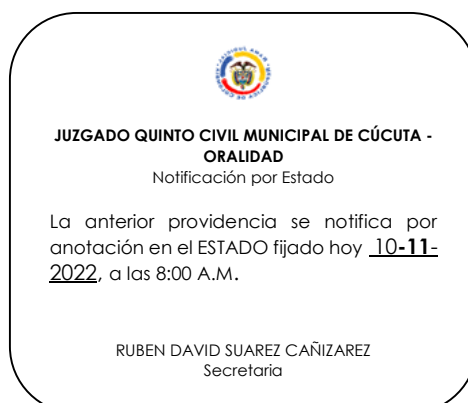 JUZGADO QUINTO CIVIL MUNICIPAL DE CÚCUTA -
ORALIDAD
Notificación por Estado
La anterior providencia se notifica por
anotación en el ESTADO fijado hoy 10-11-
2022, a las 8:00 A.M.
RUBEN DAVID SUAREZ CAÑIZAREZ
Secretaria